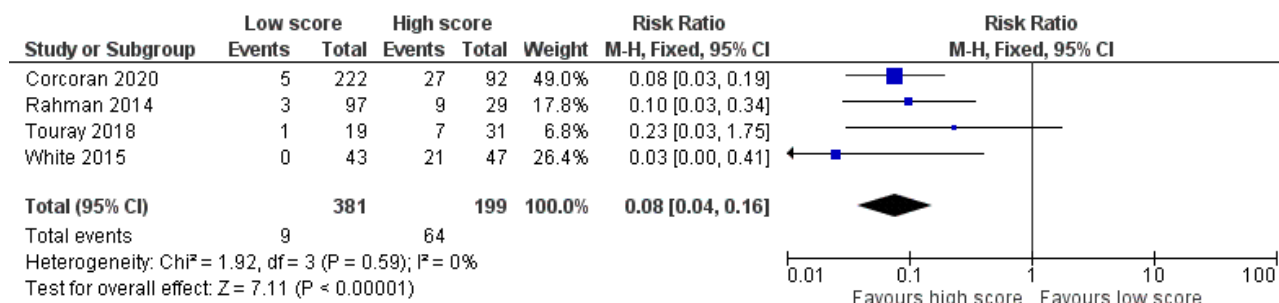 Low score High score Risk Ratio Risk Ratio
Study or Subgroup Events Total Events Total Weight M-H, Fixed, 95% CI M-H, Fixed, 95% CI
Corcoran 2020 5 222 27 92 49.0% 0.08 [0.03, 0.19]
Rahman 2014 3 97 9 29 17.8% 0.10 [0.03, 0.34]
Touray 2018 1 19 7 31 6.8% 0.23 [0.03, 1.75]
White 2015 0 43 21 47 26.4% 0.03 [0.00, 0.41]
Total (95% CI) 381 199 100.0% 0.08 [0.04, 0.16]
Total events 9 64
Heterogeneity: Chi² = 1.92, df = 3 (P = 0.59); I² = 0%
Test for overall effect: Z = 7.11 (P < 0.00001)
0.01 0.1 1 10 100
Favours high score Favours low score